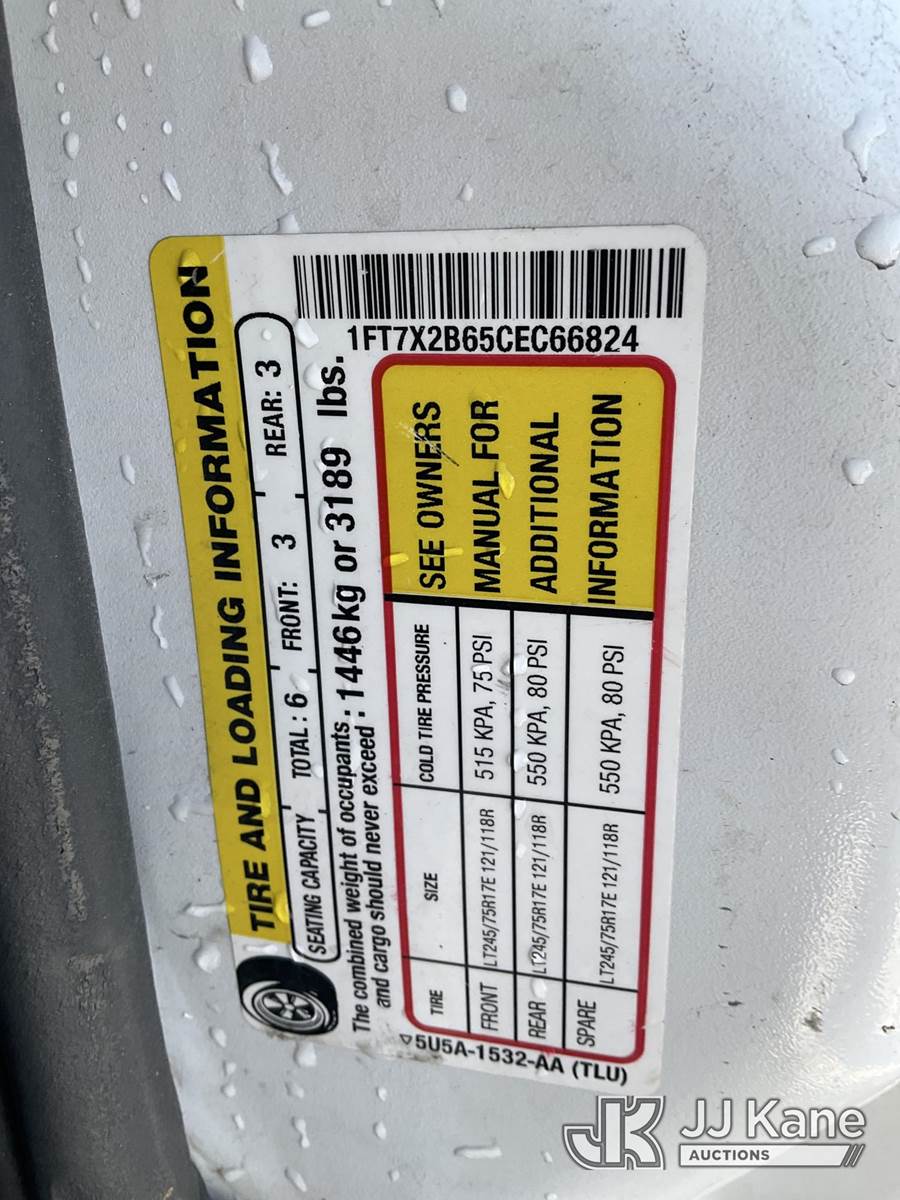 TIRE AND LOADING INFORMATION
SEATING CAPACITY TOTAL : 6 FRONT: 3 REAR: 3
The combined weight of occupants
and cargo should never exceed : 1446kg or 3189 lbs.
1FT7X2B65CEC66824
TIRE SIZE COLD TIRE PRESSURE
FRONT LT245/75R17E 121/118R 515 KPA, 75 PSI
REAR LT245/75R17E 121/118R 550 KPA, 80 PSI
SPARE LT245/75R17E 121/118R 550 KPA, 80 PSI
SEE OWNERS
MANUAL FOR
ADDITIONAL
INFORMATION
5U5A-1532-AA (TLU)
JK JJ Kane
AUCTIONS